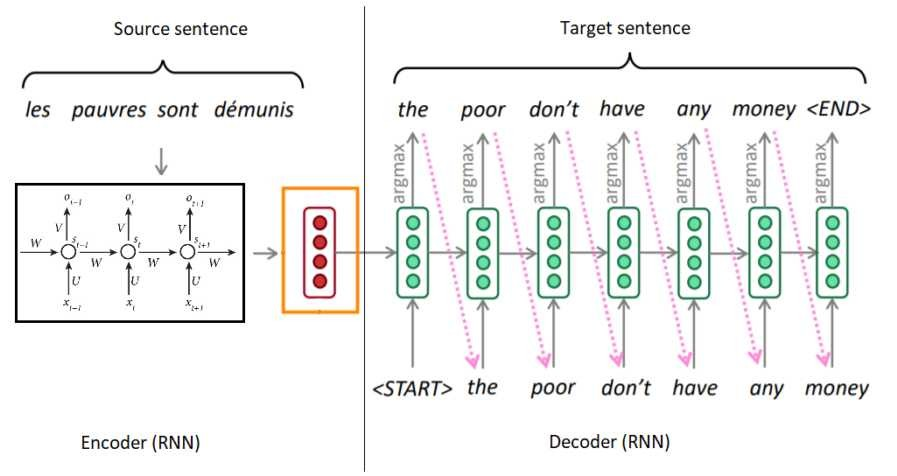 Source sentence
les pauvres sont démunis
o_{t-1} o_t o_{t+1}
V V V
W s_{t-1} s_t s_{t+1}
W W W
U U U
x_{t-1} x_t x_{t+1}
Encoder (RNN)
Target sentence
the poor don't have any money <END>
argmax argmax argmax argmax argmax argmax argmax
<START> the poor don't have any money
Decoder (RNN)